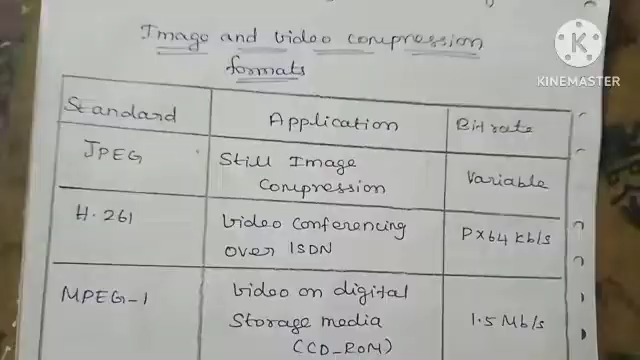 Image and video compression
formats
KINEMASTER
Standard Application Bit rate
JPEG Still Image
compression Variable
H.261 video conferencing
over ISDN P×64 kb/s
MPEG-1 video on digital
Storage media
(CD-ROM) 1.5 Mb/s